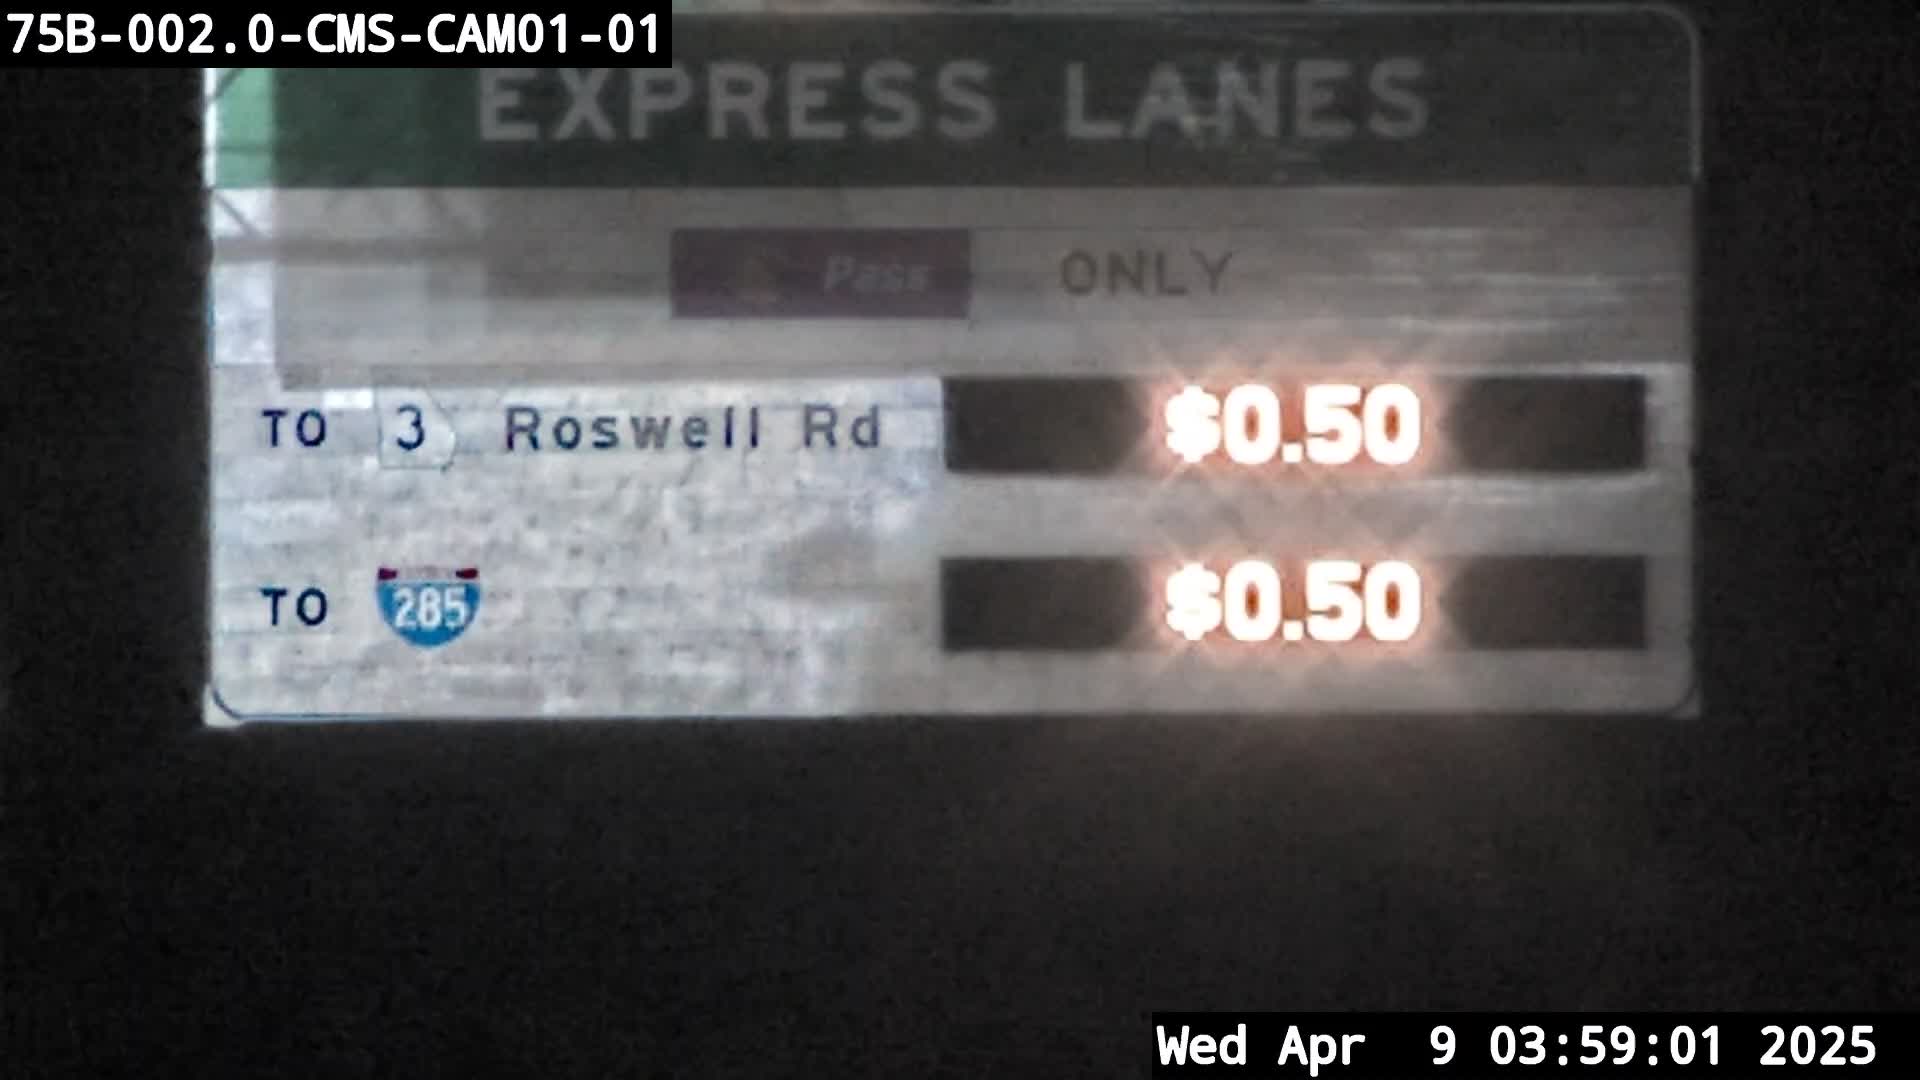 75B-002.0-CMS-CAM01-01
EXPRESS LANES
Pass ONLY
TO 3 Roswell Rd $0.50
TO 285 $0.50
Wed Apr 9 03:59:01 2025